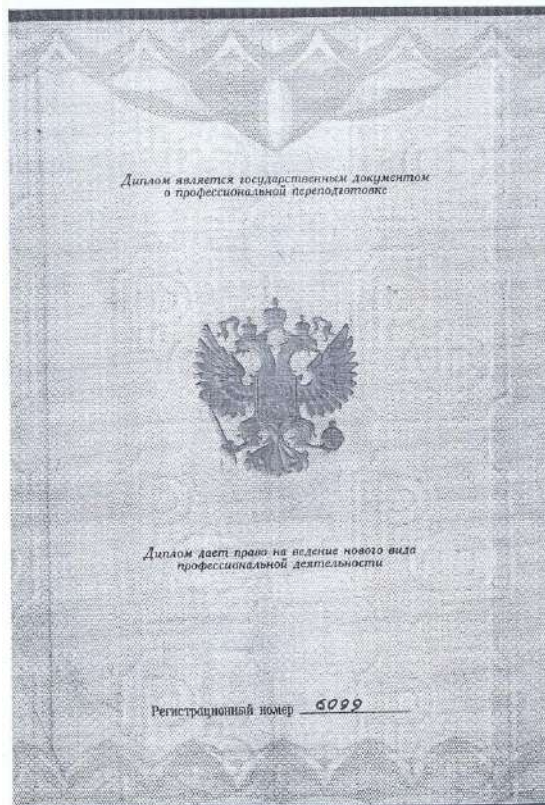 Диплом является государственным документом
о профессиональной переподготовке
Диплом дает право на ведение нового вида
профессиональной деятельности
Регистрационный номер 6099